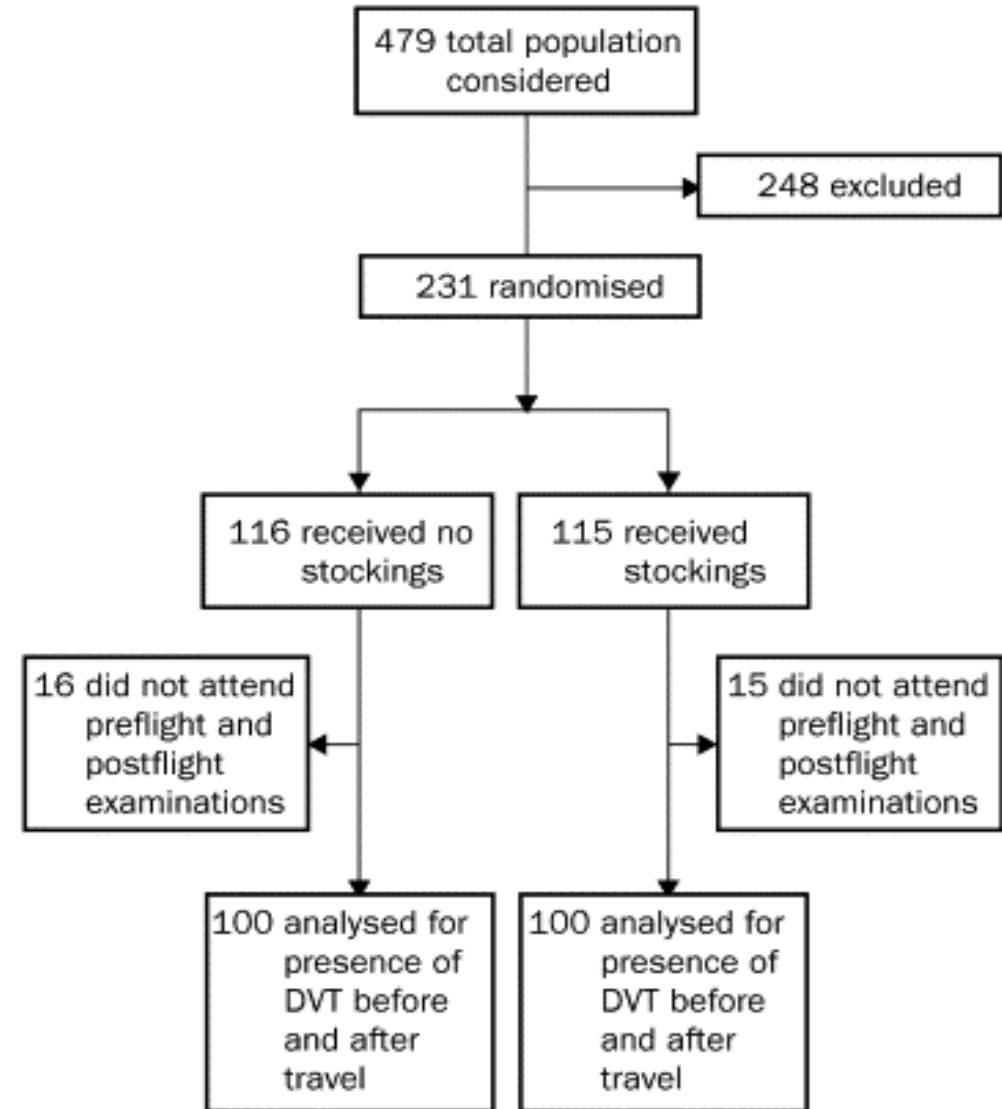 479 total population
considered
248 excluded
231 randomised
116 received no
stockings
115 received
stockings
16 did not attend
preflight and
postflight
examinations
15 did not attend
preflight and
postflight
examinations
100 analysed for
presence of
DVT before
and after
travel
100 analysed for
presence of
DVT before
and after
travel